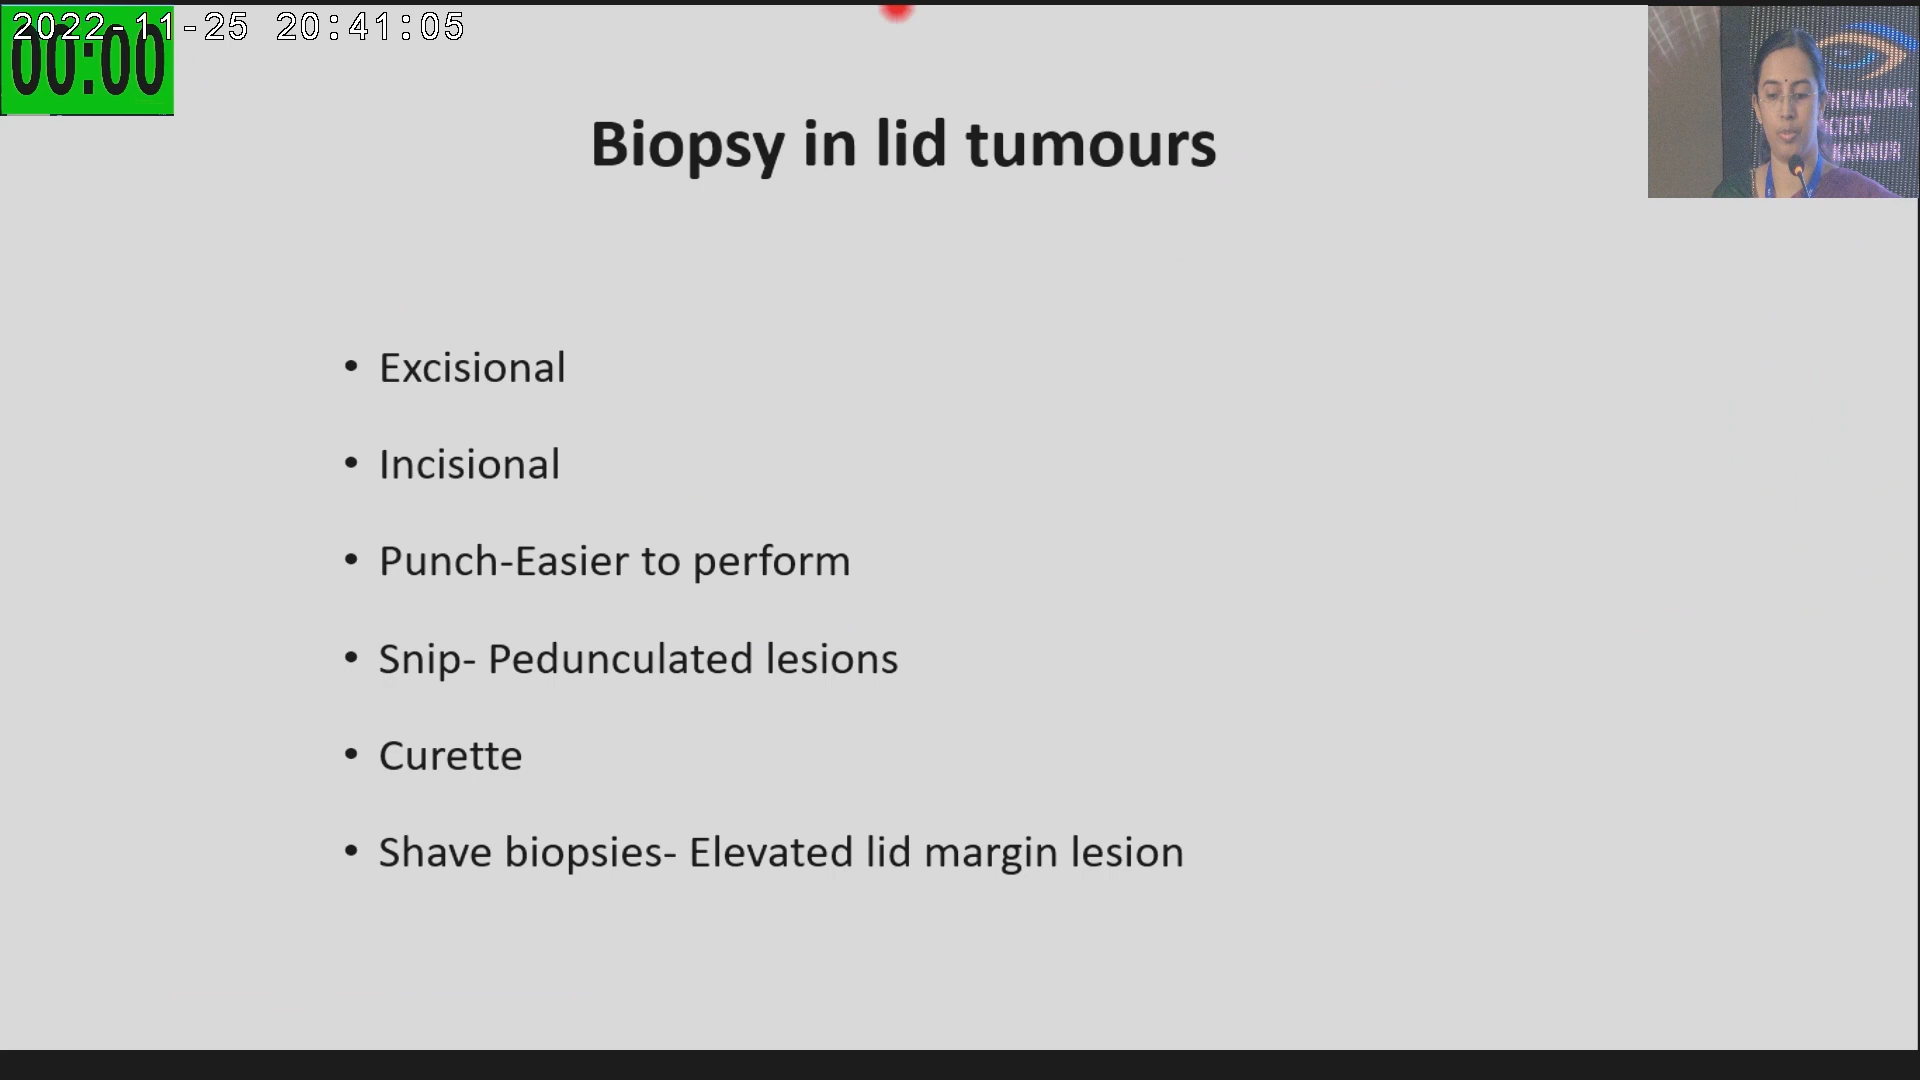 2022-11-25 20:41:05
00:00
Biopsy in lid tumours
• Excisional
• Incisional
• Punch-Easier to perform
• Snip- Pedunculated lesions
• Curette
• Shave biopsies- Elevated lid margin lesion
KANNUR